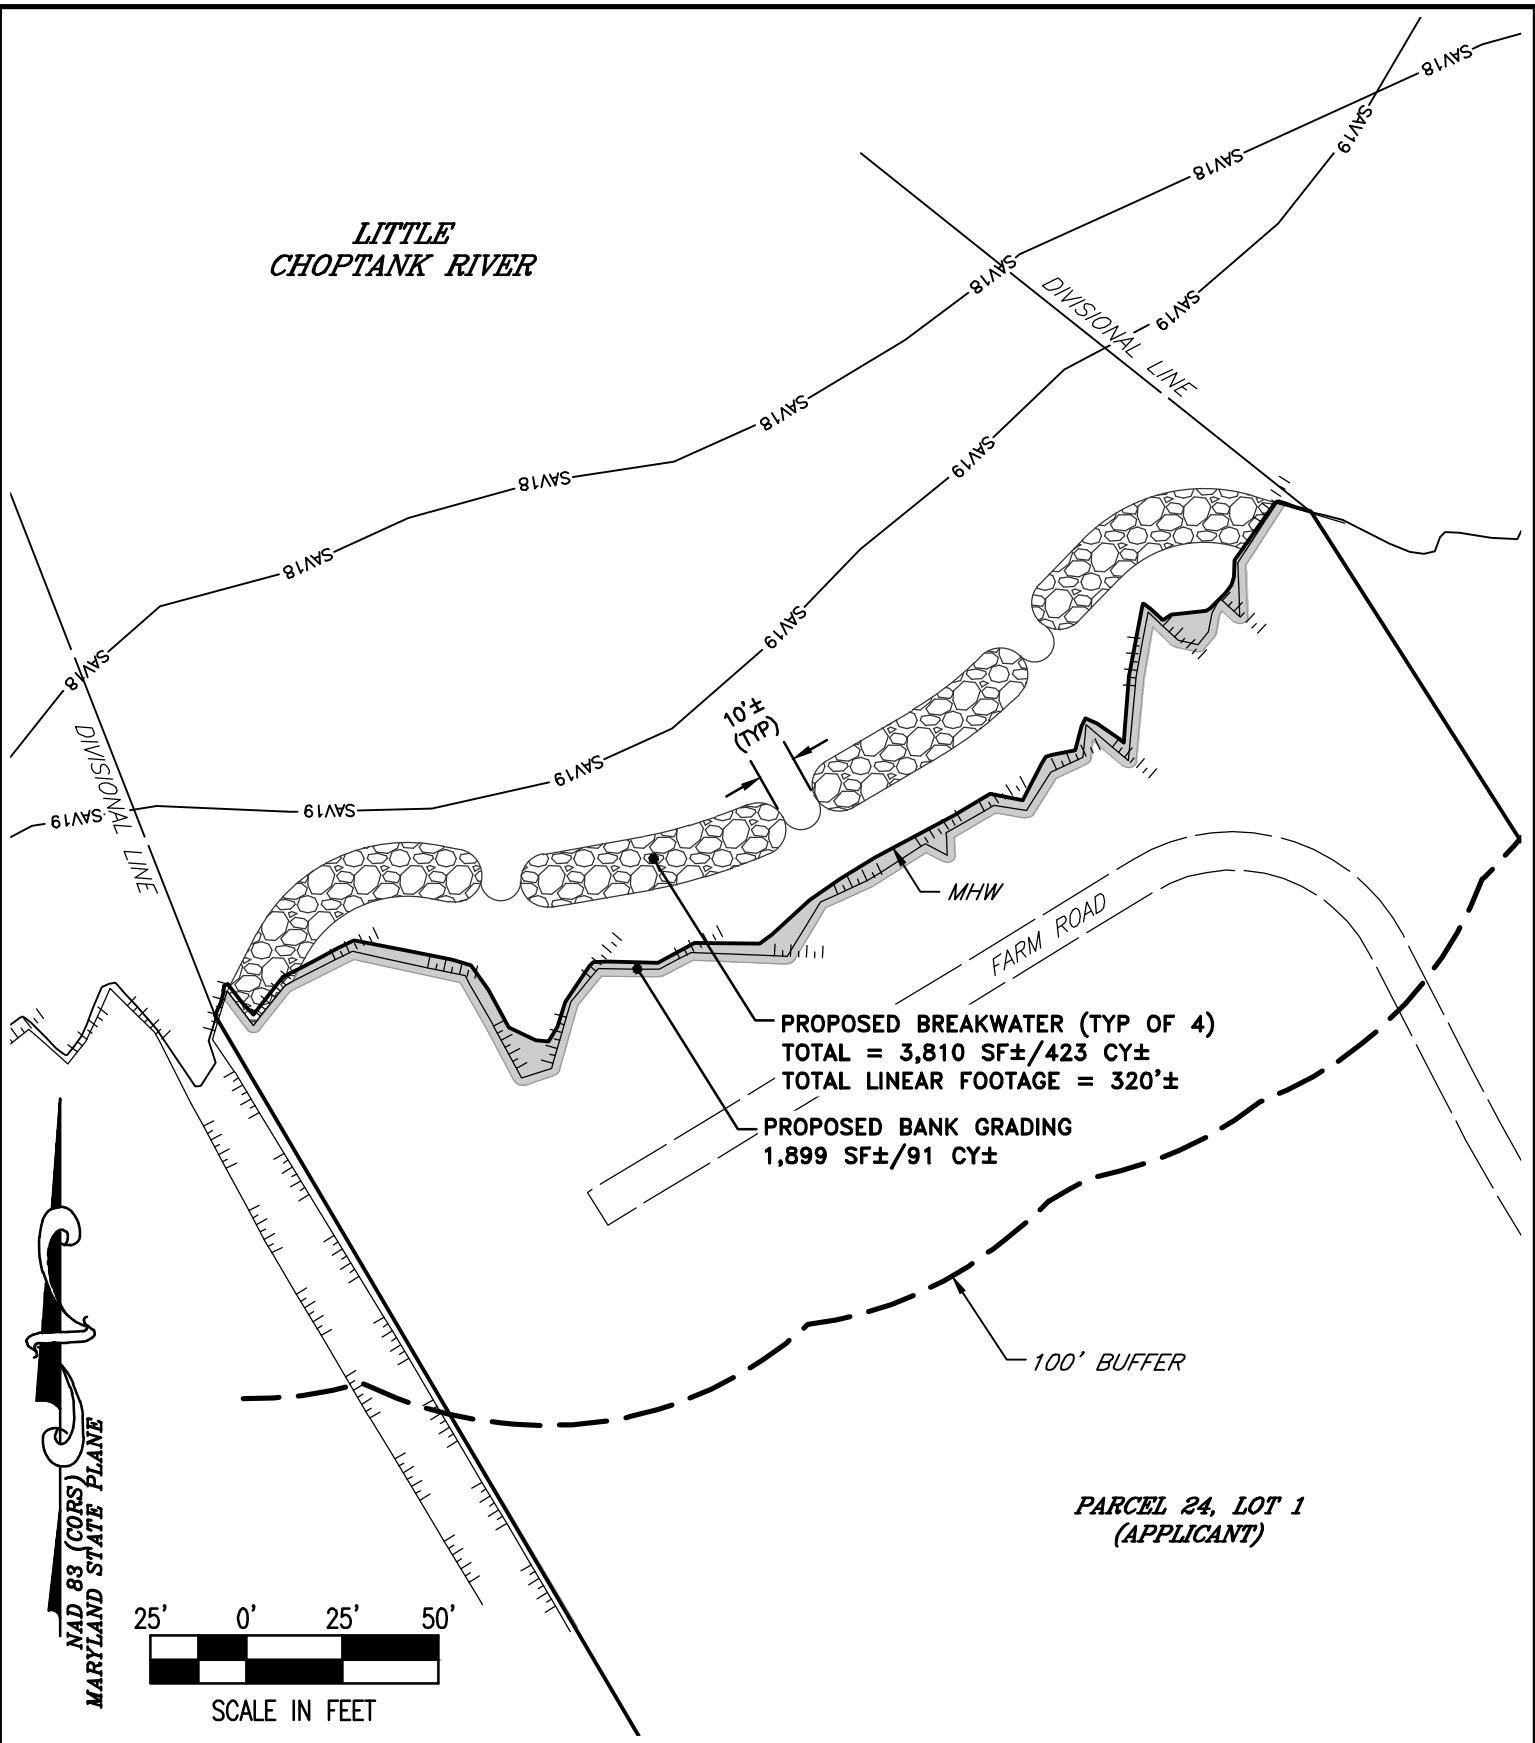 SAV18
SAV19
SAV18
LITTLE
CHOPTANK RIVER
SAV18
DIVISIONAL LINE
SAV19
SAV18
SAV19
SAV18
SAV18
SAV19
SAV18
10'±
(TYP)
DIVISIONAL LINE
SAV19
SAV19
SAV19
MHW
FARM ROAD
PROPOSED BREAKWATER (TYP OF 4)
TOTAL = 3,810 SF±/423 CY±
TOTAL LINEAR FOOTAGE = 320'±
PROPOSED BANK GRADING
1,899 SF±/91 CY±
100' BUFFER
NAD 83 (CORS)
MARYLAND STATE PLANE
PARCEL 24, LOT 1
(APPLICANT)
25' 0' 25' 50'
SCALE IN FEET